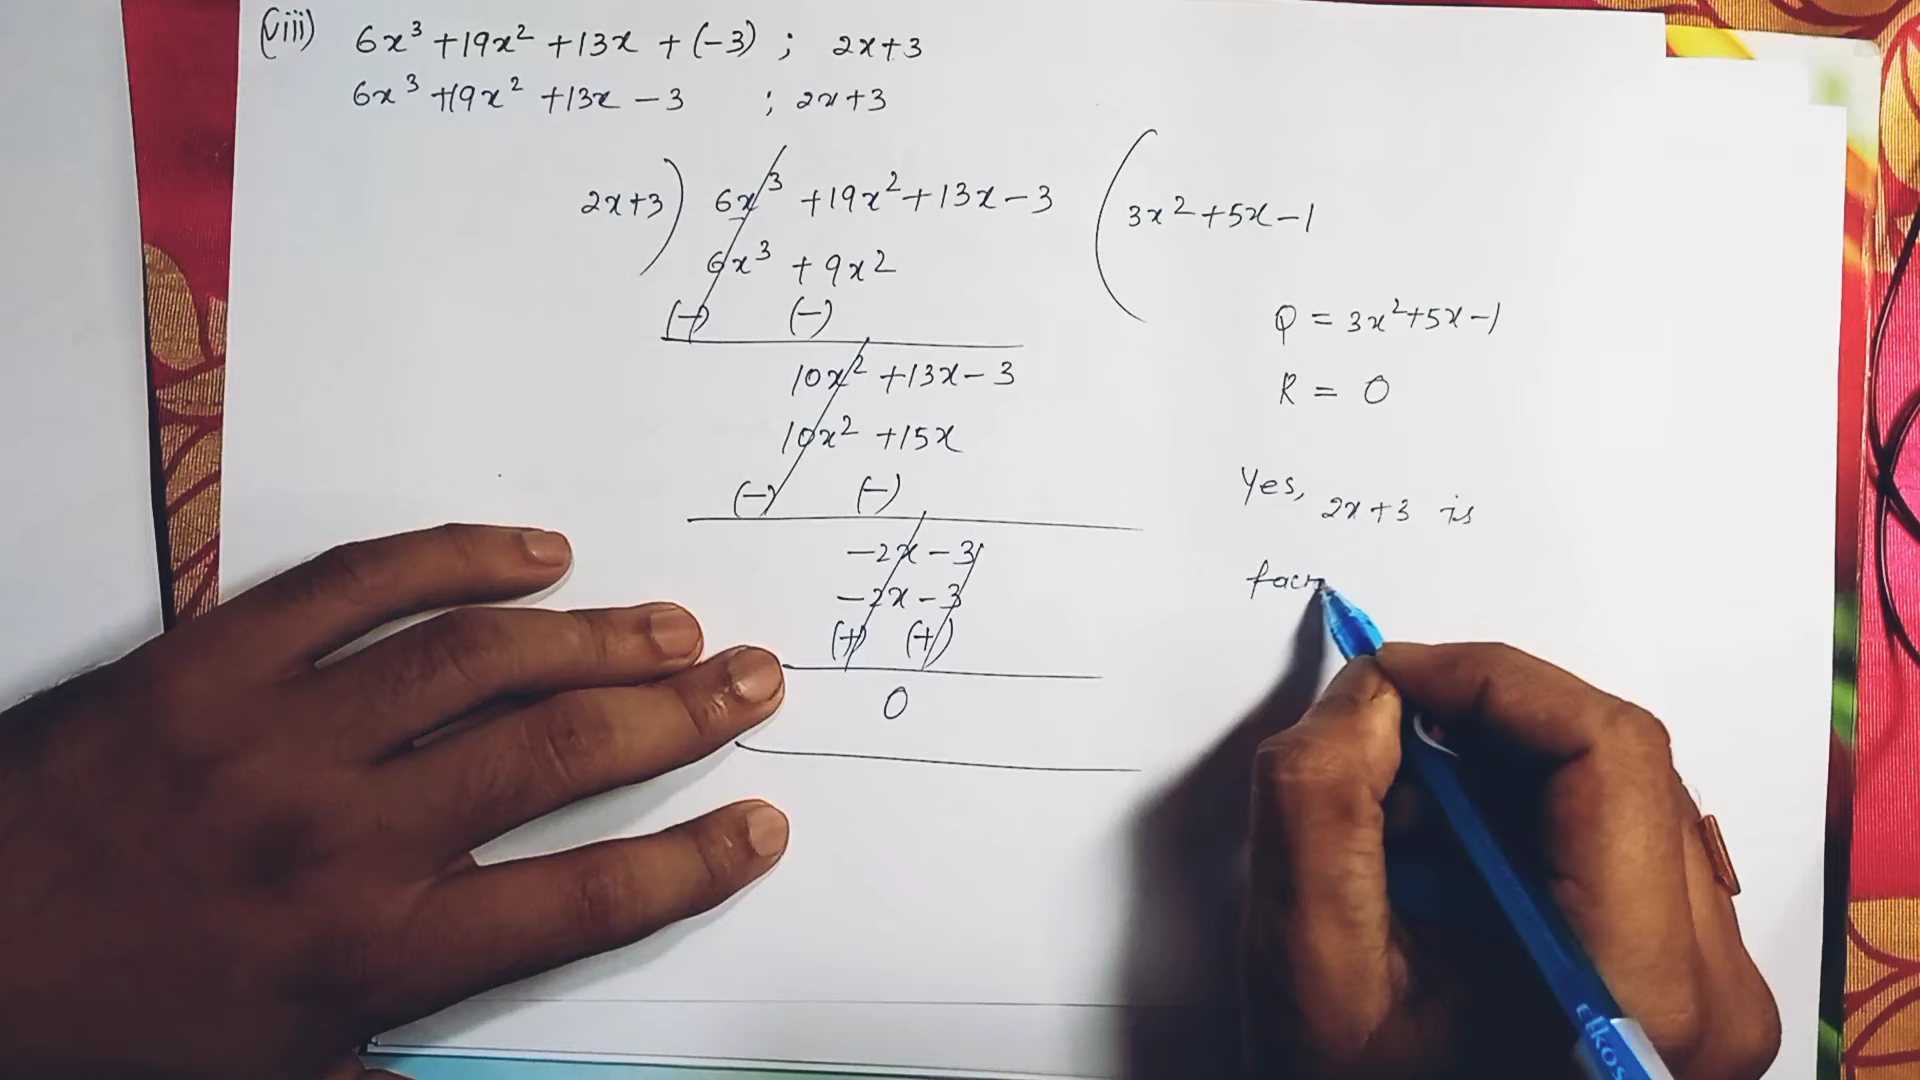 (viii) 6x³ + 19x² + 13x + (-3) ; 2x+3
6x³ +19x² +13x - 3 ; 2x+3
2x+3 ) 6x³ +19x² +13x - 3 ( 3x² +5x - 1
6x³ + 9x²
(-) (-)
Q = 3x²+5x-1
10x² +13x - 3
R = 0
10x² +15x
(-) (-)
Yes, 2x+3 is
-2x - 3
fact
-2x - 3
(+) (+)
0
elkos